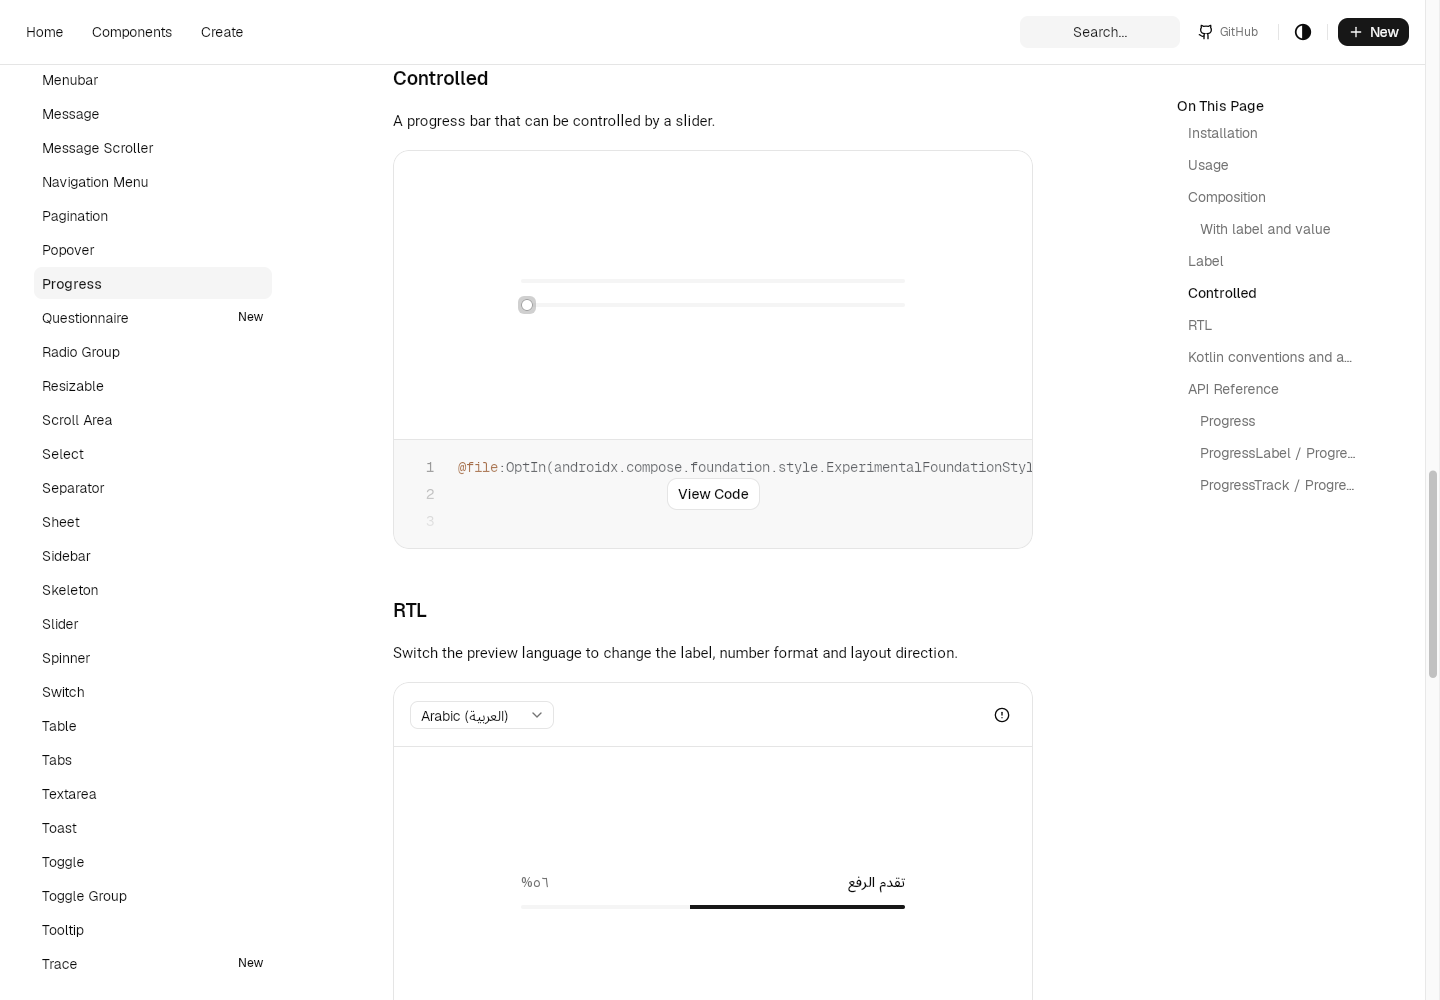 Home
Components
Create
Search...
GitHub
New
Menubar
Message
Message Scroller
Navigation Menu
Pagination
Popover
Progress
Questionnaire New
Radio Group
Resizable
Scroll Area
Select
Separator
Sheet
Sidebar
Skeleton
Slider
Spinner
Switch
Table
Tabs
Textarea
Toast
Toggle
Toggle Group
Tooltip
Trace New
Controlled
A progress bar that can be controlled by a slider.
1 @file:OptIn(androidx.compose.foundation.style.ExperimentalFoundationStyl
2
View Code
3
RTL
Switch the preview language to change the label, number format and layout direction.
Arabic (العربية)
تقدم الرفع
%٥٦
On This Page
Installation
Usage
Composition
With label and value
Label
Controlled
RTL
Kotlin conventions and a...
API Reference
Progress
ProgressLabel / Progre...
ProgressTrack / Progre...